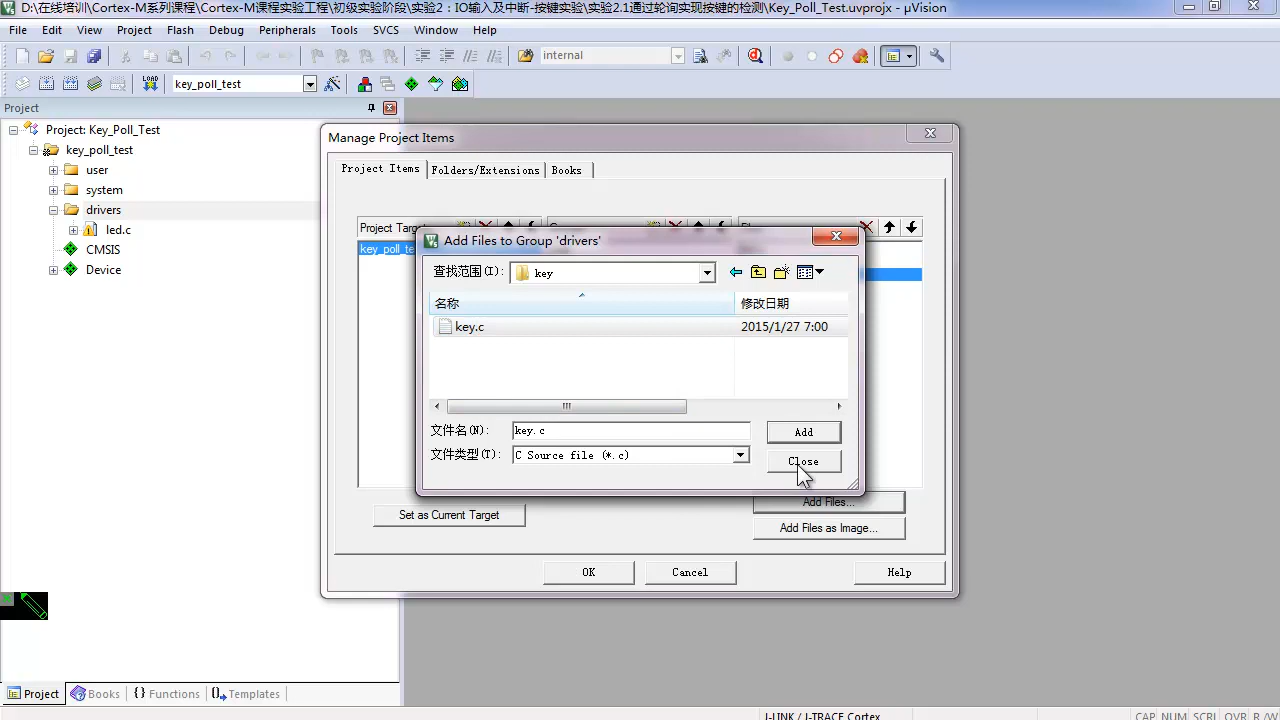 D:\在线培训\Cortex-M系列课程\Cortex-M课程实验工程\初级实验阶段\实验2：IO输入及中断-按键实验\实验2.1通过轮询实现按键的检测\Key_Poll_Test.uvprojx - µVision
File Edit View Project Flash Debug Peripherals Tools SVCS Window Help
internal
LOAD key_poll_test
Project
Project: Key_Poll_Test
key_poll_test
user
system
drivers
led.c
CMSIS
Device
Manage Project Items
Project Items Folders/Extensions Books
Project Targe
key_poll_te
Add Files to Group 'drivers'
查找范围(I): key
名称 修改日期
key.c 2015/1/27 7:00
文件名(N): key.c Add
文件类型(T): C Source file (*.c) Close
Add Files...
Set as Current Target
Add Files as Image...
OK Cancel Help
Project Books Functions Templates
J-LINK / J-TRACE Cortex CAP NUM SCRL OVR R/W